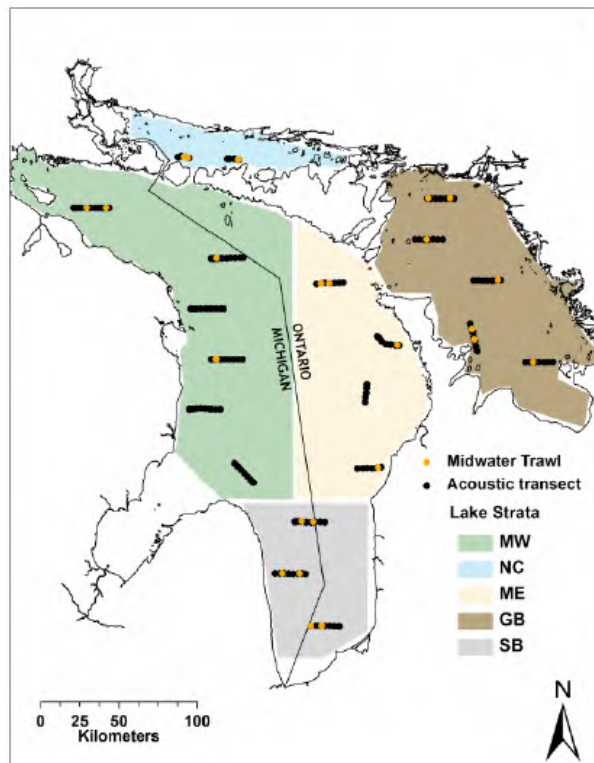 ONTARIO
MICHIGAN
Midwater Trawl
Acoustic transect
Lake Strata
MW
NC
ME
GB
SB
0 25 50 100
Kilometers
N